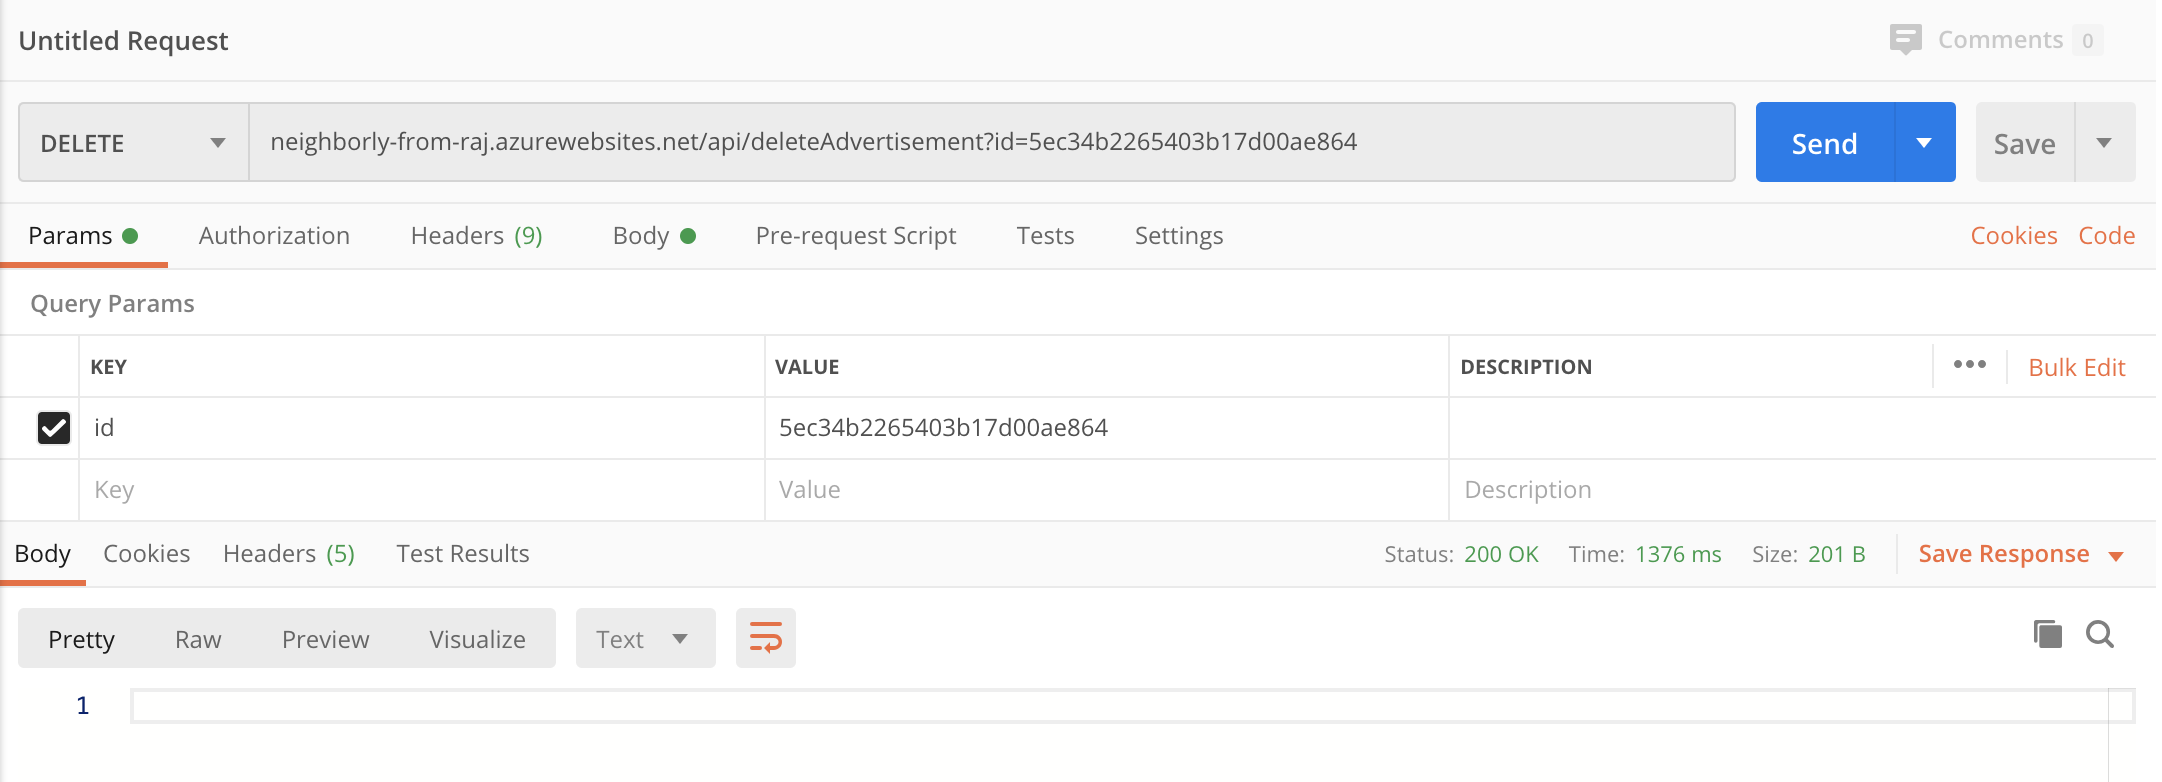 Untitled Request
Comments 0
DELETE neighborly-from-raj.azurewebsites.net/api/deleteAdvertisement?id=5ec34b2265403b17d00ae864 Send Save
Params Authorization Headers (9) Body Pre-request Script Tests Settings Cookies Code
Query Params
KEY VALUE DESCRIPTION ••• Bulk Edit
id 5ec34b2265403b17d00ae864
Key Value Description
Body Cookies Headers (5) Test Results Status: 200 OK Time: 1376 ms Size: 201 B Save Response
Pretty Raw Preview Visualize Text
1